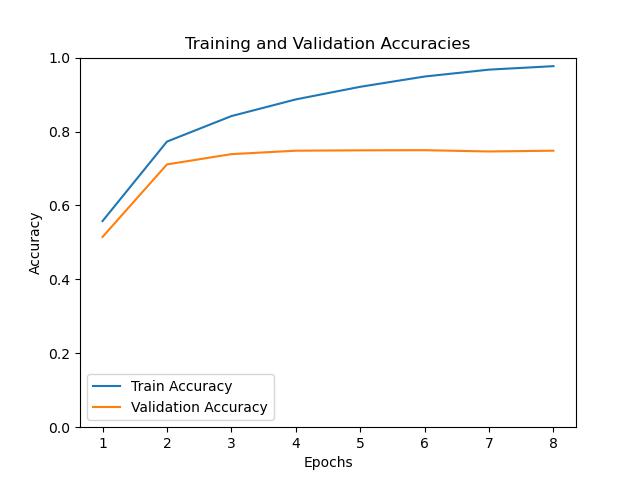 Training and Validation Accuracies
1.0
0.8
0.6
0.4
0.2
0.0
Accuracy
Train Accuracy
Validation Accuracy
1 2 3 4 5 6 7 8
Epochs